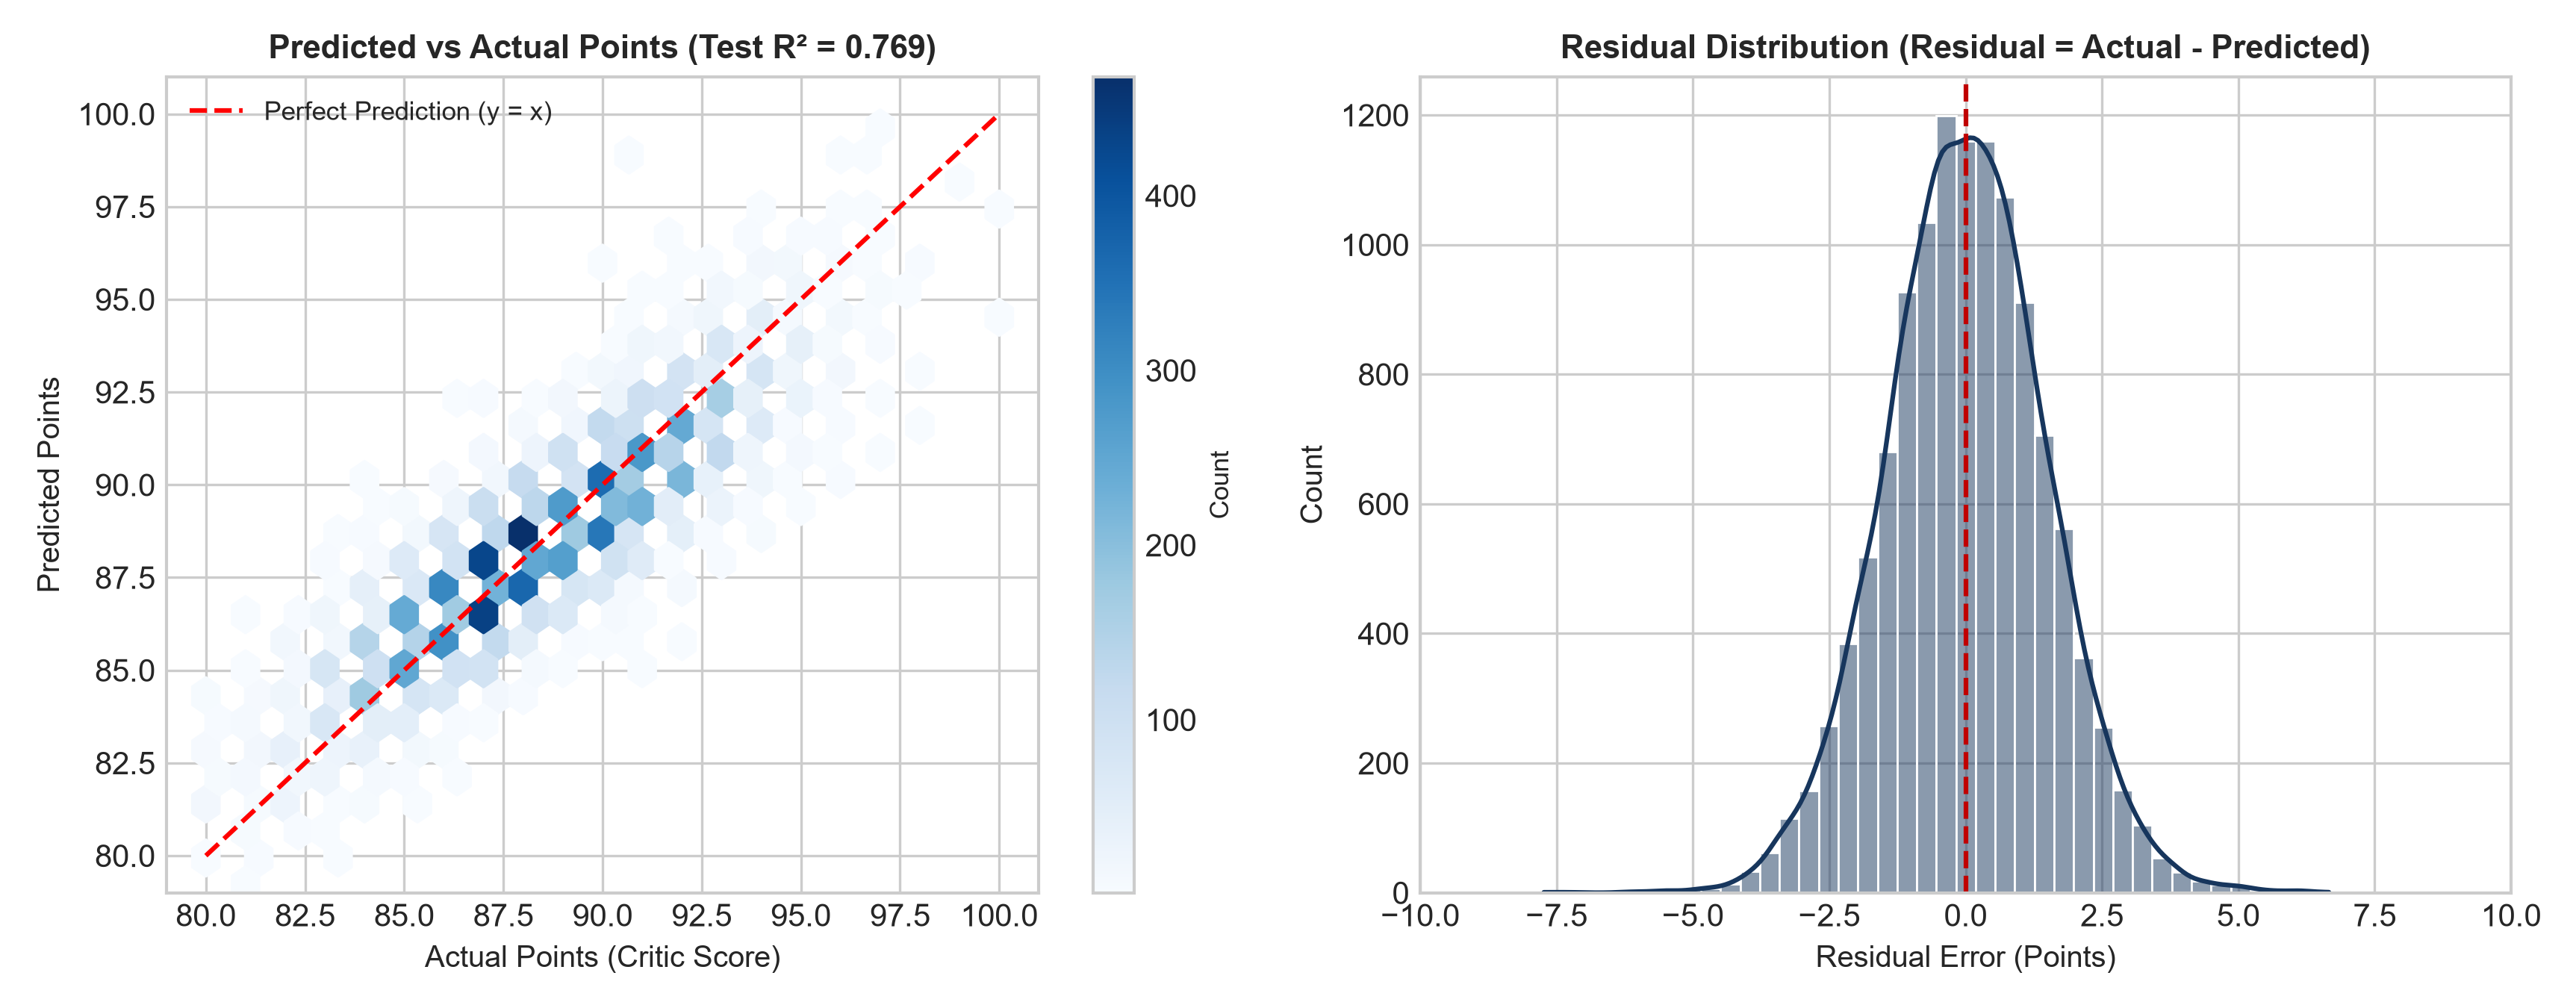 Predicted vs Actual Points (Test R² = 0.769)
Perfect Prediction (y = x)
100.0
97.5
95.0
92.5
90.0
87.5
85.0
82.5
80.0
Predicted Points
80.0 82.5 85.0 87.5 90.0 92.5 95.0 97.5 100.0
Actual Points (Critic Score)
400
300
200
100
Count
Residual Distribution (Residual = Actual - Predicted)
1200
1000
800
600
400
200
0
Count
−10.0 −7.5 −5.0 −2.5 0.0 2.5 5.0 7.5 10.0
Residual Error (Points)